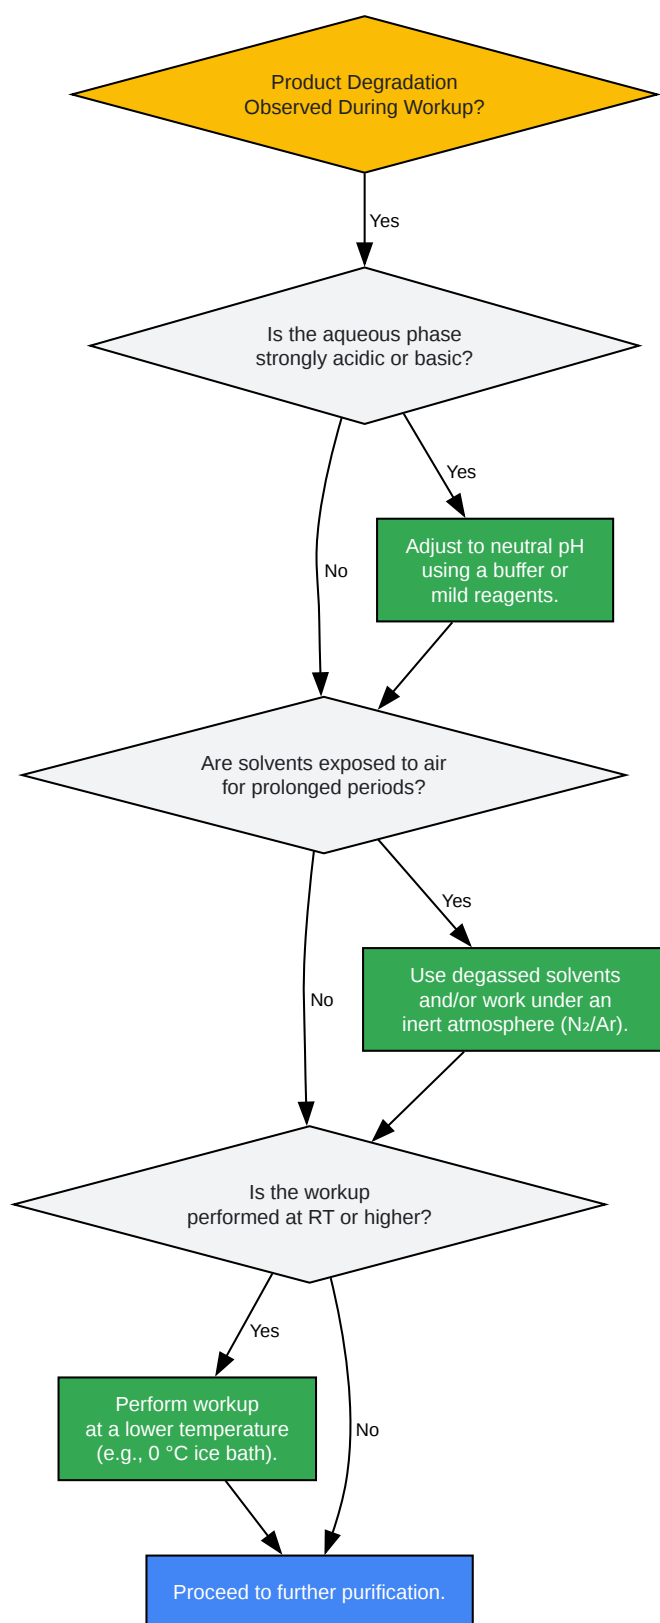 Product Degradation
Observed During Workup?
Yes
Is the aqueous phase
strongly acidic or basic?
Yes
Adjust to neutral pH
using a buffer or
mild reagents.
No
Are solvents exposed to air
for prolonged periods?
Yes
Use degassed solvents
and/or work under an
inert atmosphere (N₂/Ar).
No
Is the workup
performed at RT or higher?
Yes
Perform workup
at a lower temperature
(e.g., 0 °C ice bath).
No
Proceed to further purification.